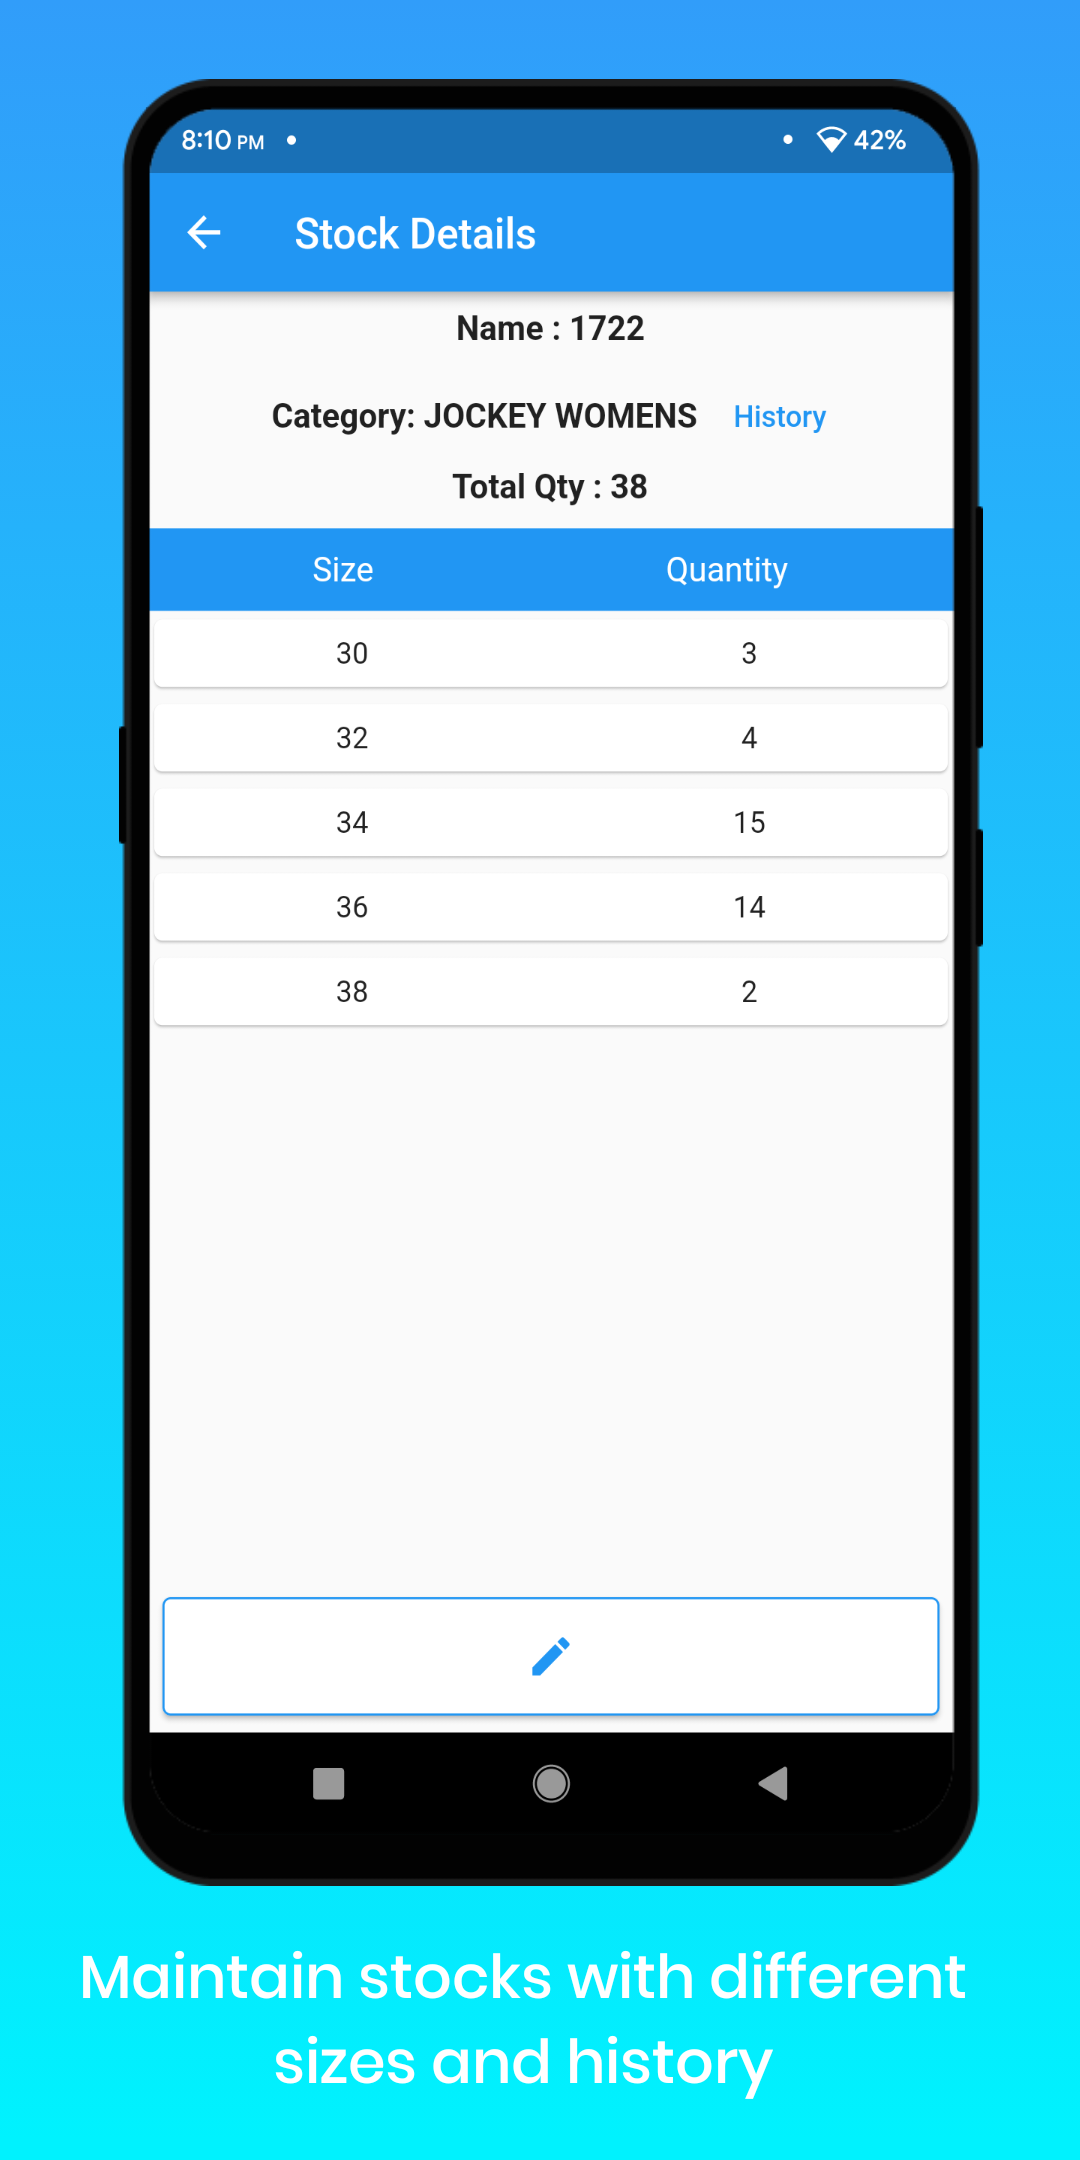 8:10 PM 42%
Stock Details
Name : 1722
Category: JOCKEY WOMENS History
Total Qty : 38
Size Quantity
30 3
32 4
34 15
36 14
38 2
Maintain stocks with different
sizes and history